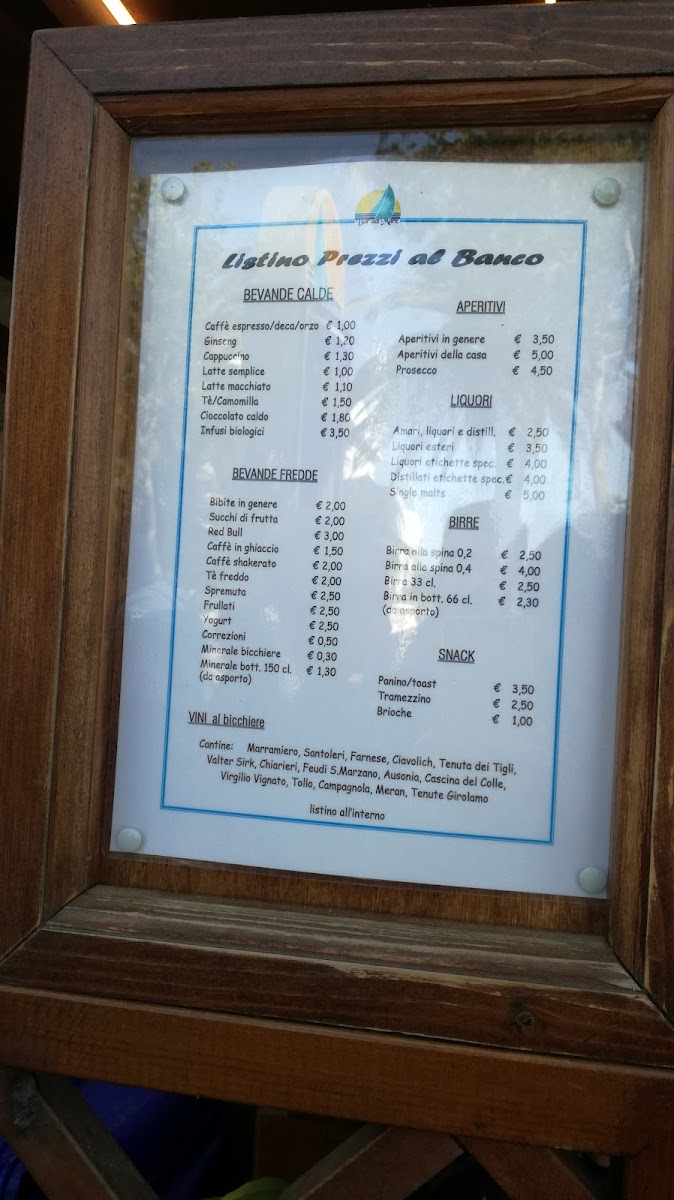 Listino Prezzi al Banco
BEVANDE CALDE
Caffè espresso/deca/orzo € 1,00
Ginseng € 1,20
Cappuccino € 1,30
Latte semplice € 1,00
Latte macchiato € 1,10
Tè/Camomilla € 1,50
Cioccolato caldo € 1,80
Infusi biologici € 3,50
BEVANDE FREDDE
Bibite in genere € 2,00
Succhi di frutta € 2,00
Red Bull € 3,00
Caffè in ghiaccio € 1,50
Caffè shakerato € 2,00
Tè freddo € 2,00
Spremuta € 2,50
Frullati € 2,50
Yogurt € 2,50
Correzioni € 0,50
Minerale bicchiere € 0,30
Minerale bott. 150 cl. € 1,30
(da asporto)
APERITIVI
Aperitivi in genere € 3,50
Aperitivi della casa € 5,00
Prosecco € 4,50
LIQUORI
Amari, liquori e distill. € 2,50
Liquori esteri € 3,50
Liquori etichette spec. € 4,00
Distillati etichette spec. € 4,00
Single malts € 5,00
BIRRE
Birra alla spina 0,2 € 2,50
Birra alla spina 0,4 € 4,00
Birra 33 cl. € 2,50
Birra in bott. 66 cl. € 2,30
(da asporto)
SNACK
Panino/toast € 3,50
Tramezzino € 2,50
Brioche € 1,00
VINI al bicchiere
Cantine: Marramiero, Santoleri, Farnese, Ciavolich, Tenuta dei Tigli,
Valter Sirk, Chiarieri, Feudi S.Marzano, Ausonia, Cascina del Colle,
Virgilio Vignato, Tollo, Campagnola, Meran, Tenute Girolamo
listino all'interno